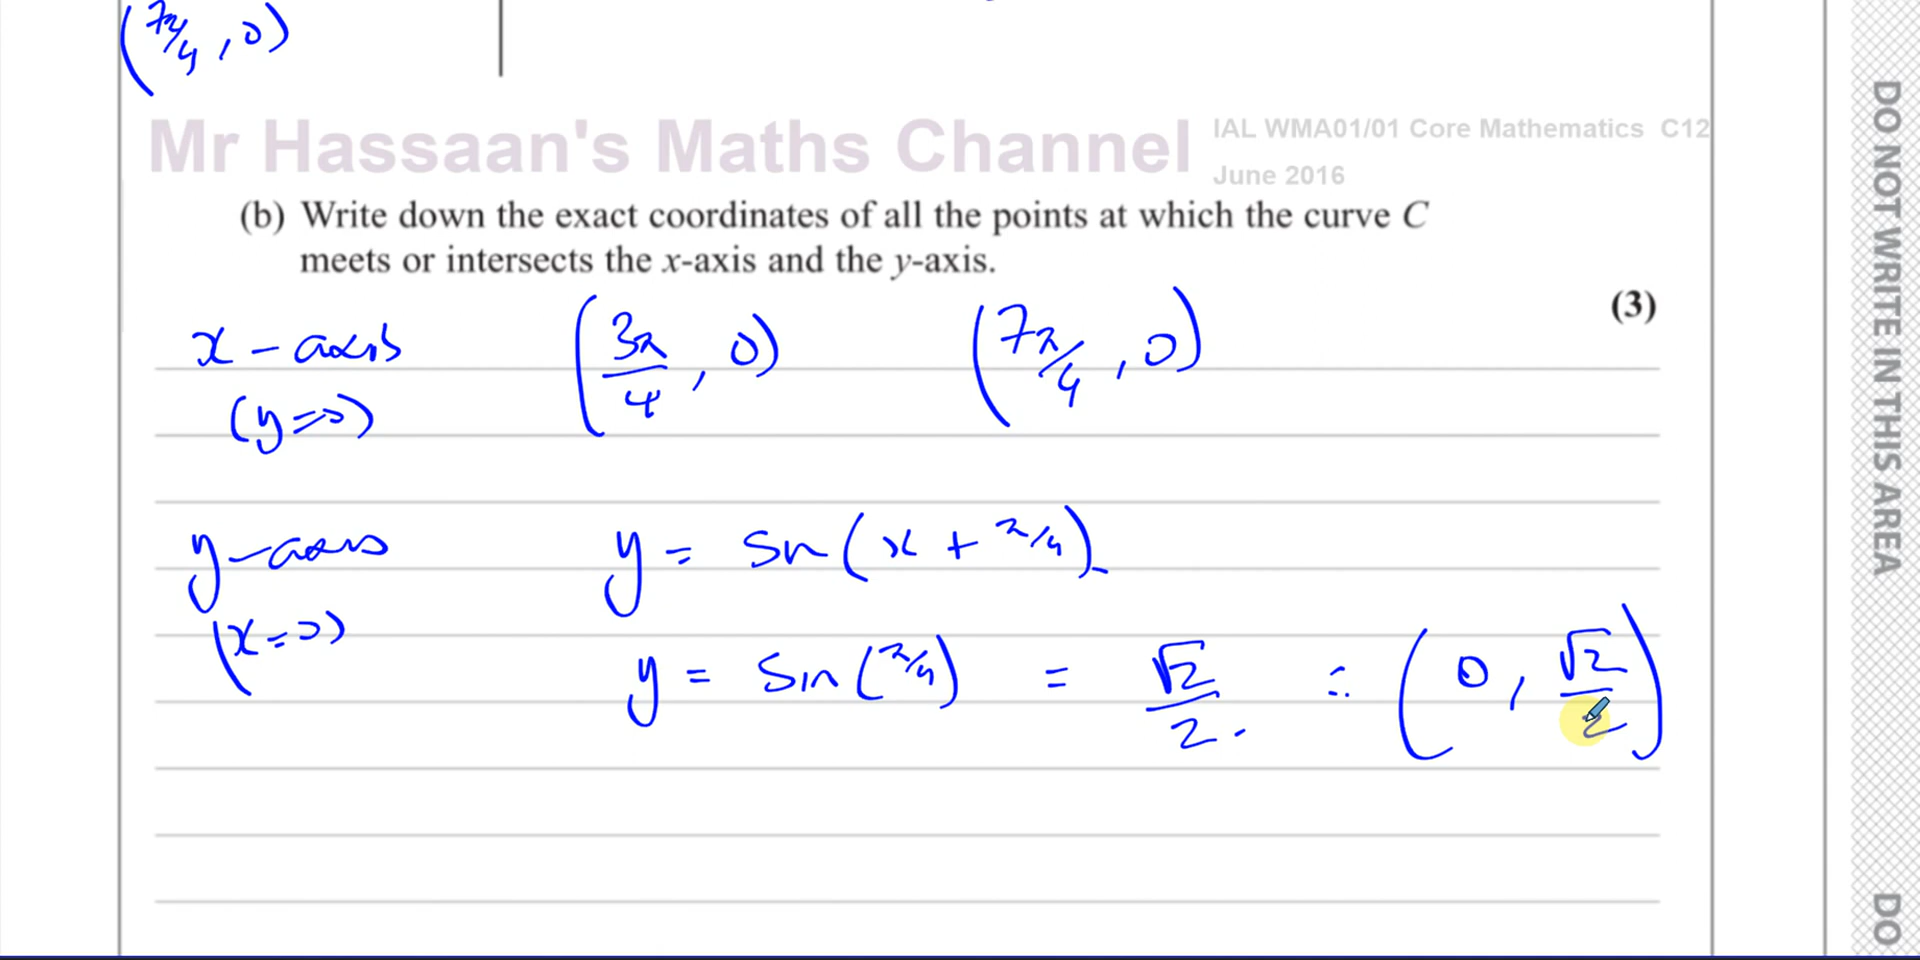 (7π/4, 0)
Mr Hassaan's Maths Channel
IAL WMA01/01 Core Mathematics C12
June 2016
(b) Write down the exact coordinates of all the points at which the curve C
meets or intersects the x-axis and the y-axis.
(3)
x-axis (3π/4, 0) (7π/4, 0)
(y=0)
y-axis y = sin(x + π/4)
(x=0)
y = sin(π/4) = √2/2. ∴ (0, √2/2)
DO NOT WRITE IN THIS AREA
DO